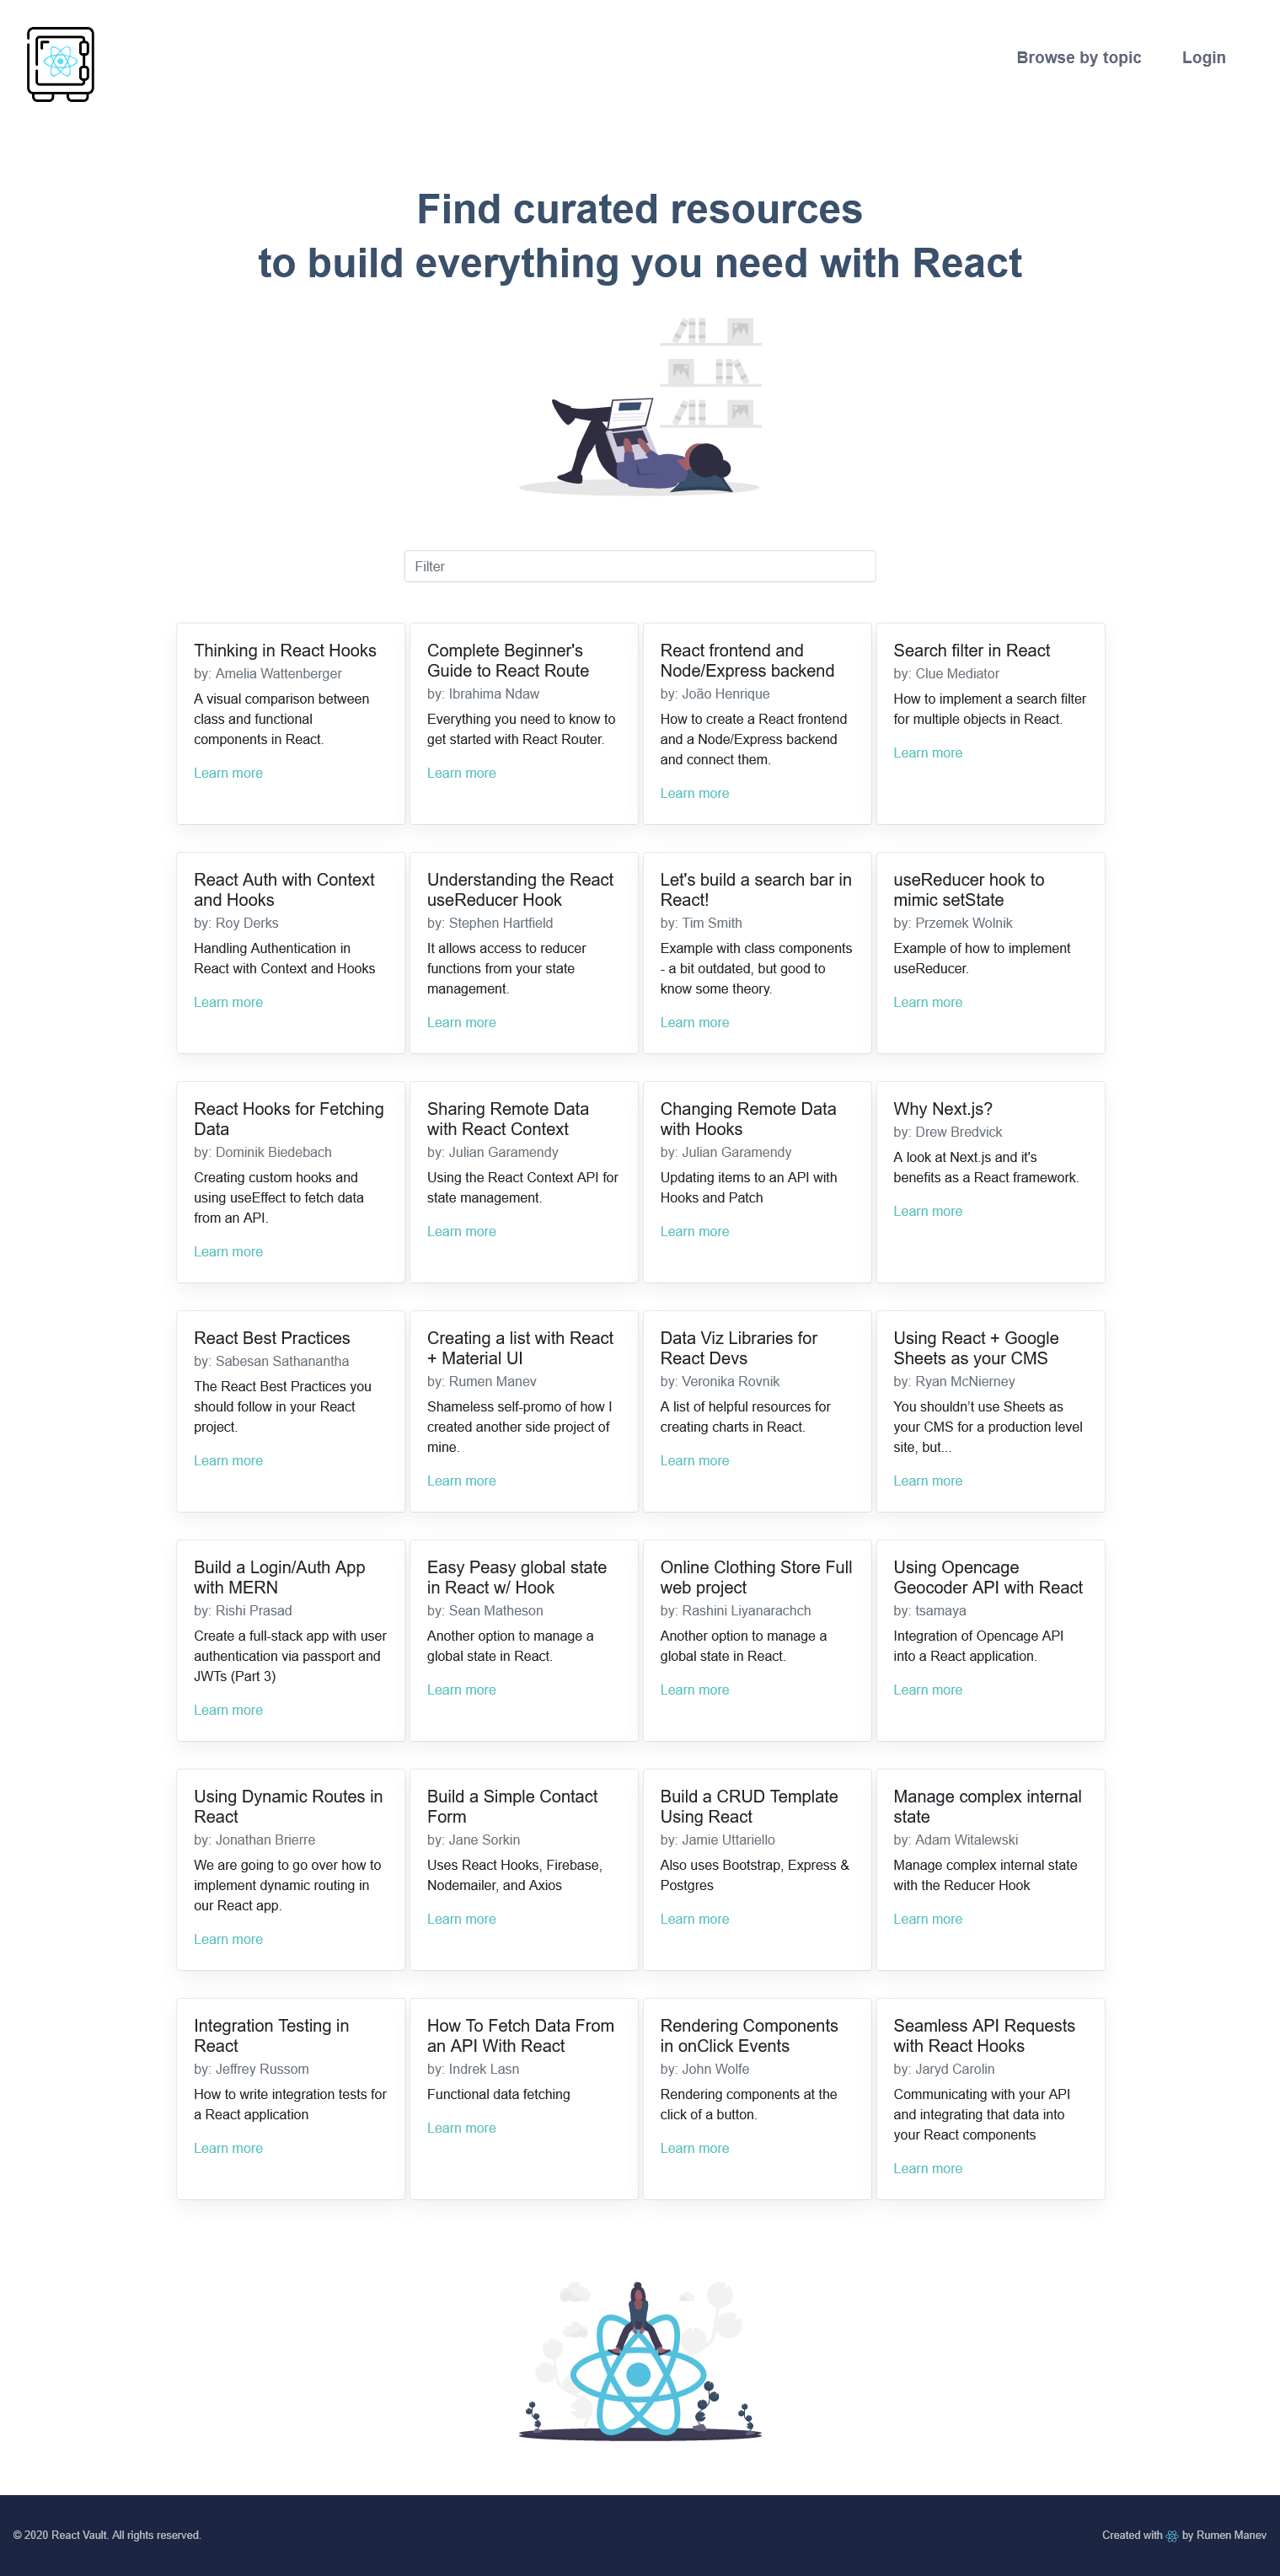 Browse by topic
Login
Find curated resources
to build everything you need with React
Filter
Thinking in React Hooks
by: Amelia Wattenberger
A visual comparison between
class and functional
components in React.
Learn more
Complete Beginner's
Guide to React Route
by: Ibrahima Ndaw
Everything you need to know to
get started with React Router.
Learn more
React frontend and
Node/Express backend
by: João Henrique
How to create a React frontend
and a Node/Express backend
and connect them.
Learn more
Search filter in React
by: Clue Mediator
How to implement a search filter
for multiple objects in React.
Learn more
React Auth with Context
and Hooks
by: Roy Derks
Handling Authentication in
React with Context and Hooks
Learn more
Understanding the React
useReducer Hook
by: Stephen Hartfield
It allows access to reducer
functions from your state
management.
Learn more
Let's build a search bar in
React!
by: Tim Smith
Example with class components
- a bit outdated, but good to
know some theory.
Learn more
useReducer hook to
mimic setState
by: Przemek Wolnik
Example of how to implement
useReducer.
Learn more
React Hooks for Fetching
Data
by: Dominik Biedebach
Creating custom hooks and
using useEffect to fetch data
from an API.
Learn more
Sharing Remote Data
with React Context
by: Julian Garamendy
Using the React Context API for
state management.
Learn more
Changing Remote Data
with Hooks
by: Julian Garamendy
Updating items to an API with
Hooks and Patch
Learn more
Why Next.js?
by: Drew Bredvick
A look at Next.js and it's
benefits as a React framework.
Learn more
React Best Practices
by: Sabesan Sathanantha
The React Best Practices you
should follow in your React
project.
Learn more
Creating a list with React
+ Material UI
by: Rumen Manev
Shameless self-promo of how I
created another side project of
mine.
Learn more
Data Viz Libraries for
React Devs
by: Veronika Rovnik
A list of helpful resources for
creating charts in React.
Learn more
Using React + Google
Sheets as your CMS
by: Ryan McNierney
You shouldn’t use Sheets as
your CMS for a production level
site, but...
Learn more
Build a Login/Auth App
with MERN
by: Rishi Prasad
Create a full-stack app with user
authentication via passport and
JWTs (Part 3)
Learn more
Easy Peasy global state
in React w/ Hook
by: Sean Matheson
Another option to manage a
global state in React.
Learn more
Online Clothing Store Full
web project
by: Rashini Liyanarachch
Another option to manage a
global state in React.
Learn more
Using Opencage
Geocoder API with React
by: tsamaya
Integration of Opencage API
into a React application.
Learn more
Using Dynamic Routes in
React
by: Jonathan Brierre
We are going to go over how to
implement dynamic routing in
our React app.
Learn more
Build a Simple Contact
Form
by: Jane Sorkin
Uses React Hooks, Firebase,
Nodemailer, and Axios
Learn more
Build a CRUD Template
Using React
by: Jamie Uttariello
Also uses Bootstrap, Express &
Postgres
Learn more
Manage complex internal
state
by: Adam Witalewski
Manage complex internal state
with the Reducer Hook
Learn more
Integration Testing in
React
by: Jeffrey Russom
How to write integration tests for
a React application
Learn more
How To Fetch Data From
an API With React
by: Indrek Lasn
Functional data fetching
Learn more
Rendering Components
in onClick Events
by: John Wolfe
Rendering components at the
click of a button.
Learn more
Seamless API Requests
with React Hooks
by: Jaryd Carolin
Communicating with your API
and integrating that data into
your React components
Learn more
© 2020 React Vault. All rights reserved.
Created with by Rumen Manev